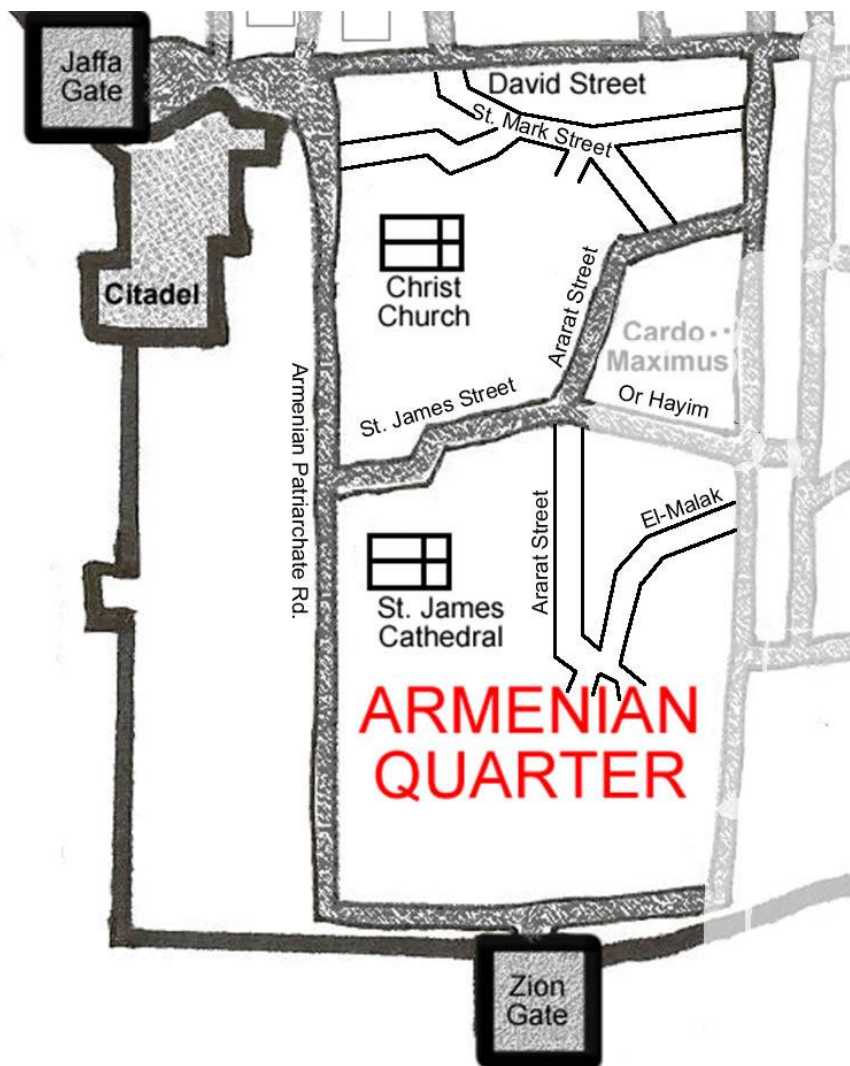 Jaffa
Gate
David Street
St. Mark Street
Citadel
Christ
Church
Ararat Street
Cardo
Maximus
Armenian Patriarchate Rd.
St. James Street
Or Hayim
El-Malak
Ararat Street
St. James
Cathedral
ARMENIAN
QUARTER
Zion
Gate